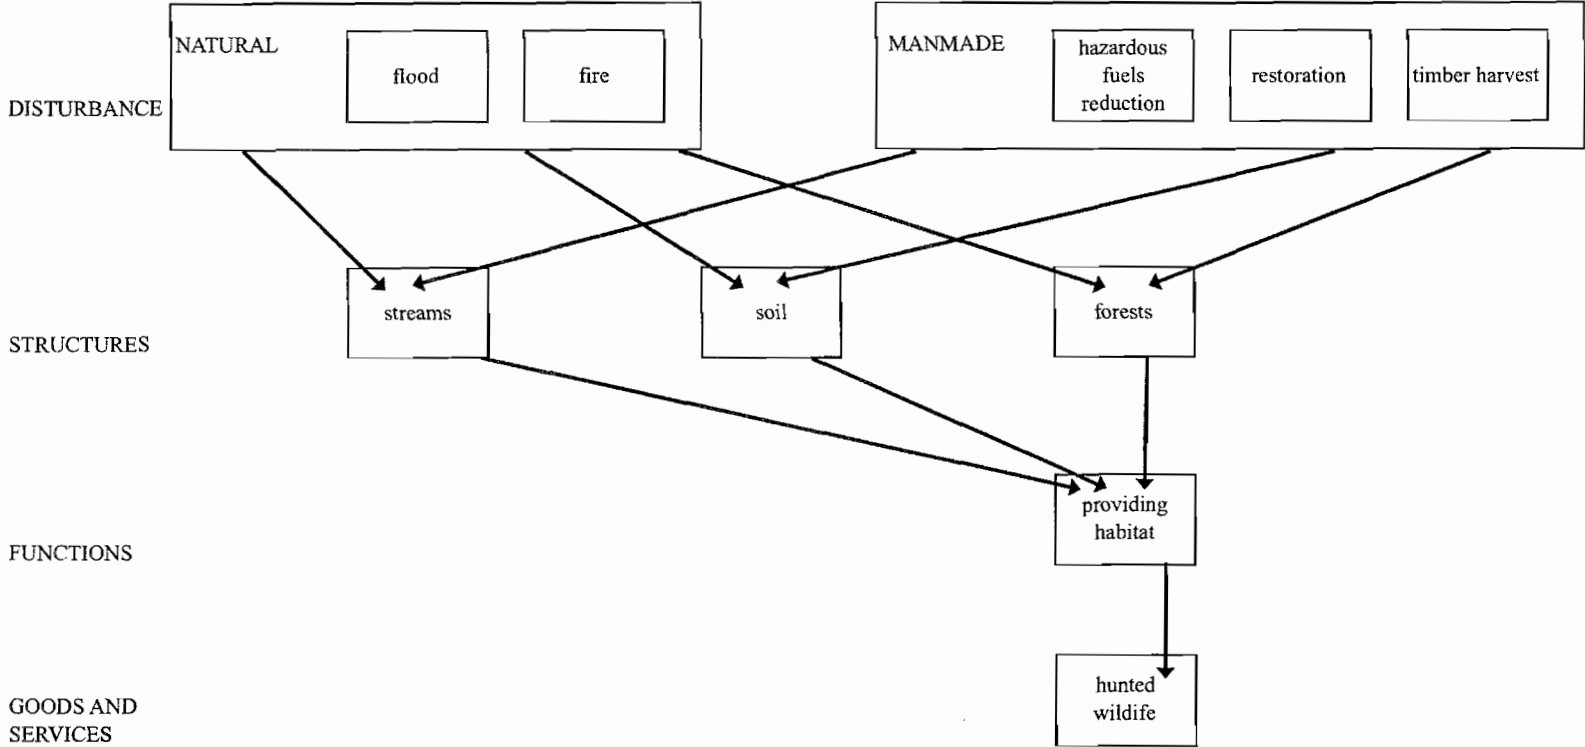 NATURAL
flood
fire
MANMADE
hazardous
fuels
reduction
restoration
timber harvest
DISTURBANCE
streams
soil
forests
STRUCTURES
providing
habitat
FUNCTIONS
hunted
wildife
GOODS AND
SERVICES